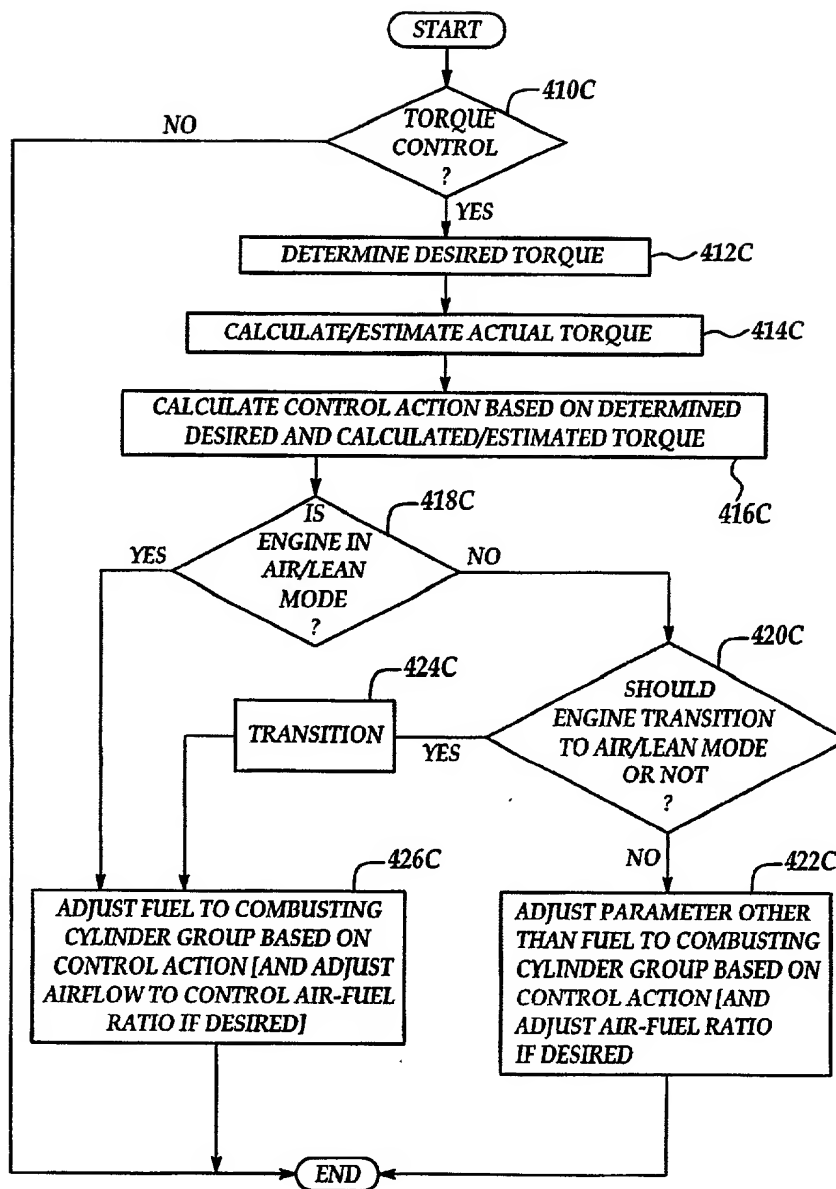 START
410C
NO
TORQUE
CONTROL
?
YES
DETERMINE DESIRED TORQUE
412C
CALCULATE/ESTIMATE ACTUAL TORQUE
414C
CALCULATE CONTROL ACTION BASED ON DETERMINED
DESIRED AND CALCULATED/ESTIMATED TORQUE
416C
418C
IS
ENGINE IN
AIR/LEAN
MODE
?
YES
NO
420C
424C
SHOULD
ENGINE TRANSITION
TO AIR/LEAN MODE
OR NOT
?
TRANSITION
YES
NO
426C
422C
ADJUST FUEL TO COMBUSTING
CYLINDER GROUP BASED ON
CONTROL ACTION [AND ADJUST
AIRFLOW TO CONTROL AIR-FUEL
RATIO IF DESIRED]
ADJUST PARAMETER OTHER
THAN FUEL TO COMBUSTING
CYLINDER GROUP BASED ON
CONTROL ACTION [AND
ADJUST AIR-FUEL RATIO
IF DESIRED
END